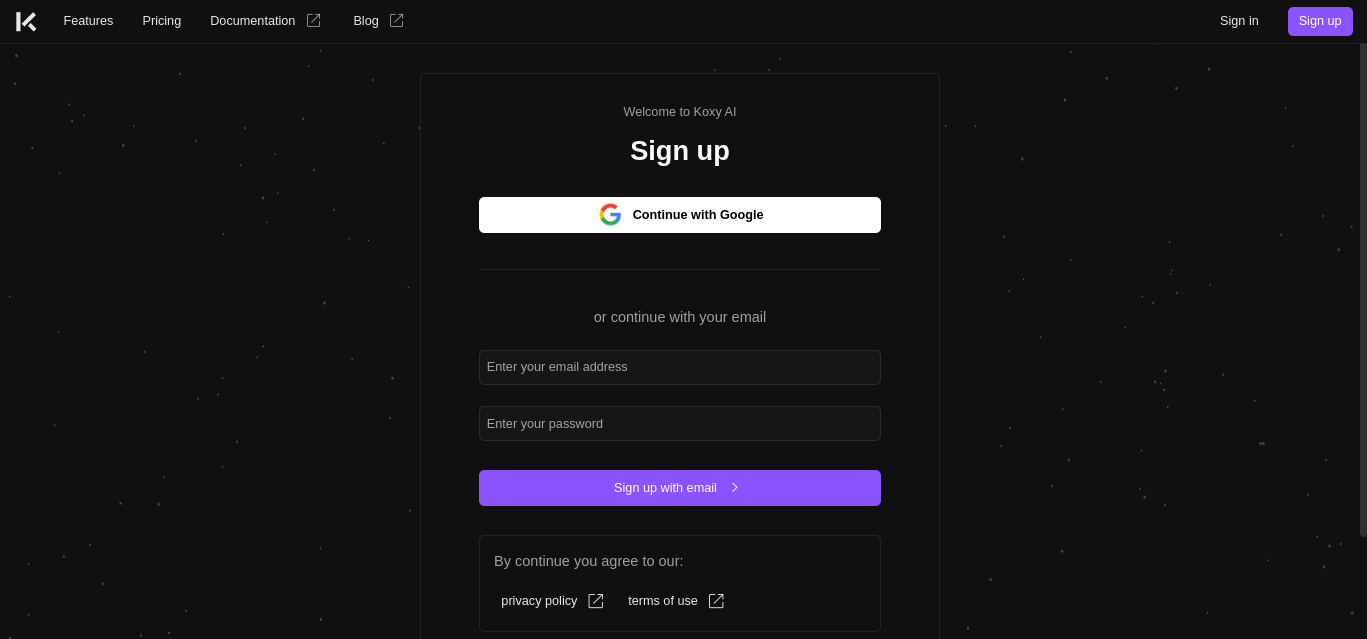 Features Pricing Documentation Blog Sign in Sign up
Welcome to Koxy AI
Sign up
Continue with Google
or continue with your email
Enter your email address
Enter your password
Sign up with email
By continue you agree to our:
privacy policy terms of use